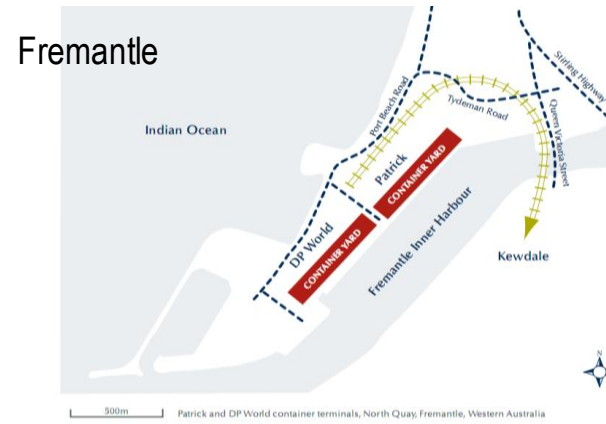 Fremantle
Stirling Highway
Port Beach Road
Tydeman Road
Queen Victoria Street
Indian Ocean
Patrick
CONTAINER YARD
DP World
CONTAINER YARD
Fremantle Inner Harbour
Kewdale
N
500m
Patrick and DP World container terminals, North Quay, Fremantle, Western Australia